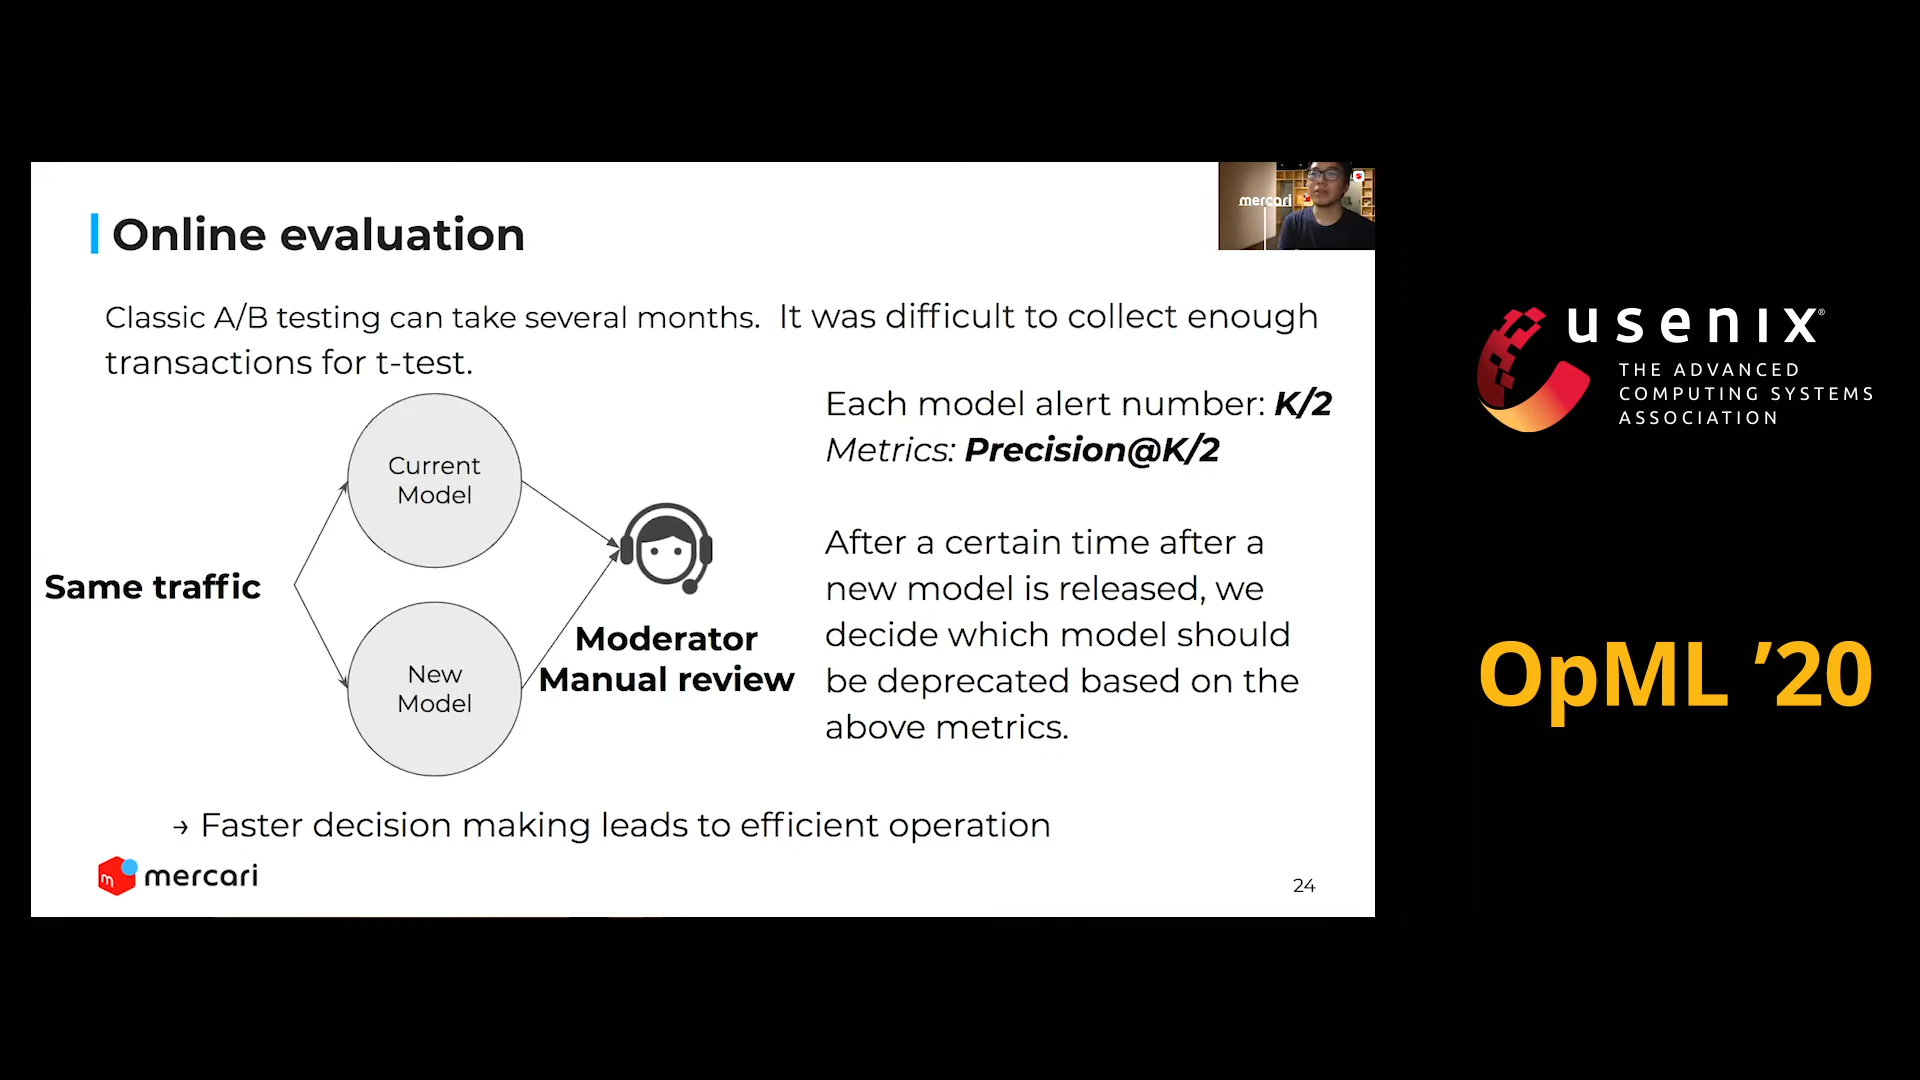 Online evaluation
mercari
Classic A/B testing can take several months. It was difficult to collect enough
transactions for t-test.
Current
Model
New
Model
Same traffic
Moderator
Manual review
Each model alert number: K/2
Metrics: Precision@K/2
After a certain time after a
new model is released, we
decide which model should
be deprecated based on the
above metrics.
→ Faster decision making leads to efficient operation
m mercari
24
usenix®
THE ADVANCED
COMPUTING SYSTEMS
ASSOCIATION
OpML ’20